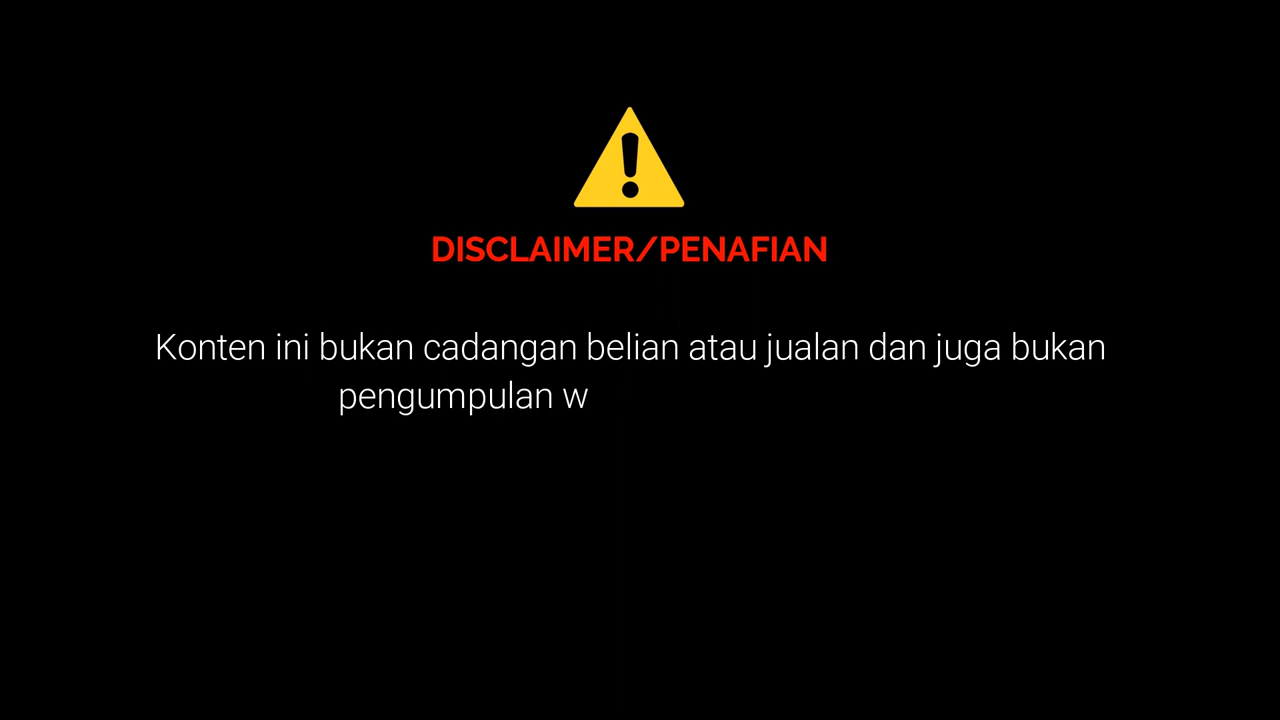 DISCLAIMER/PENAFIAN
Konten ini bukan cadangan belian atau jualan dan juga bukan
pengumpulan w